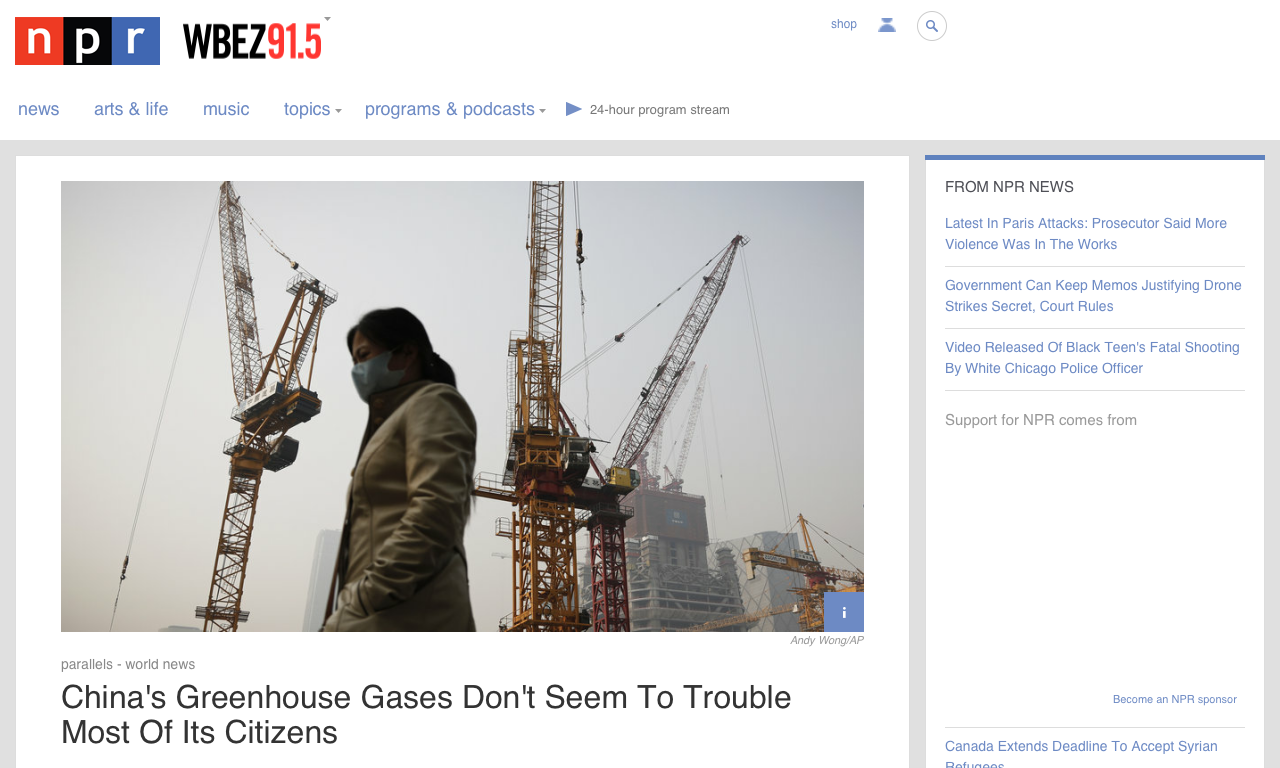 npr WBEZ91.5
shop
news arts & life music topics programs & podcasts 24-hour program stream
i
Andy Wong/AP
parallels - world news
China's Greenhouse Gases Don't Seem To Trouble
Most Of Its Citizens
FROM NPR NEWS
Latest In Paris Attacks: Prosecutor Said More
Violence Was In The Works
Government Can Keep Memos Justifying Drone
Strikes Secret, Court Rules
Video Released Of Black Teen's Fatal Shooting
By White Chicago Police Officer
Support for NPR comes from
Become an NPR sponsor
Canada Extends Deadline To Accept Syrian
Refugees